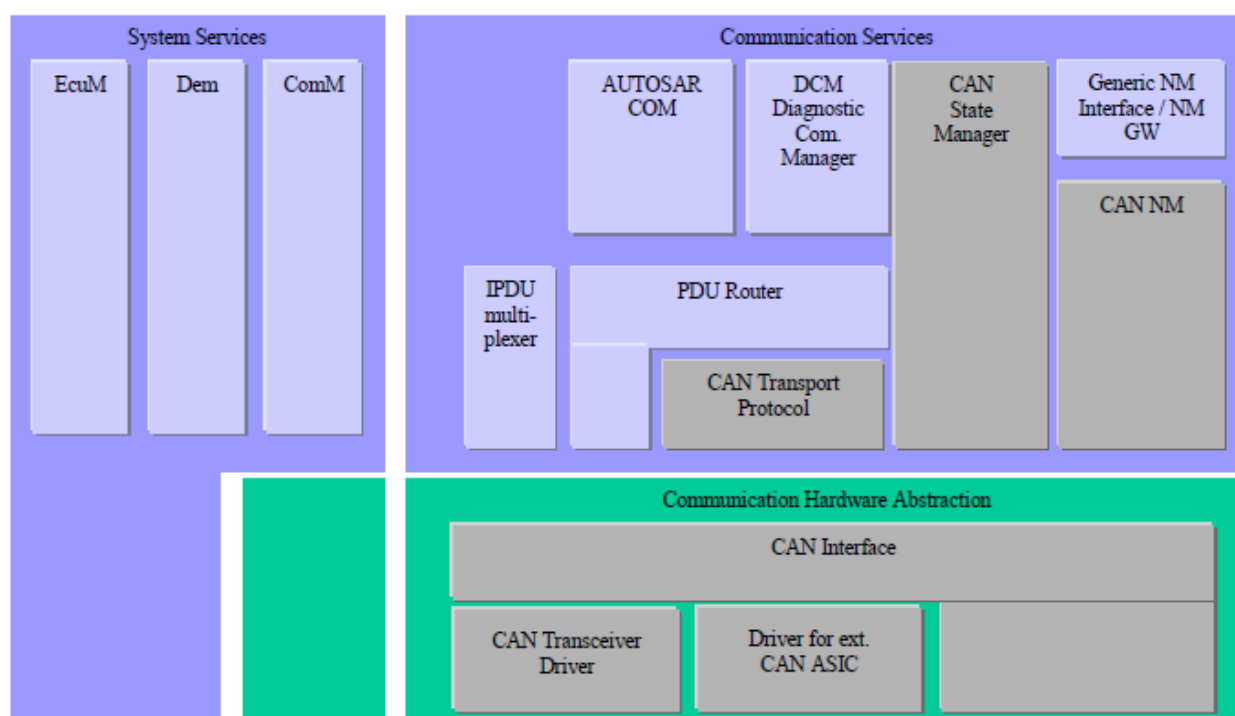 System Services
EcuM
Dem
ComM
Communication Services
AUTOSAR
COM
DCM
Diagnostic
Com.
Manager
CAN
State
Manager
Generic NM
Interface / NM
GW
CAN NM
IPDU
multi-
plexer
PDU Router
CAN Transport
Protocol
Communication Hardware Abstraction
CAN Interface
CAN Transceiver
Driver
Driver for ext.
CAN ASIC